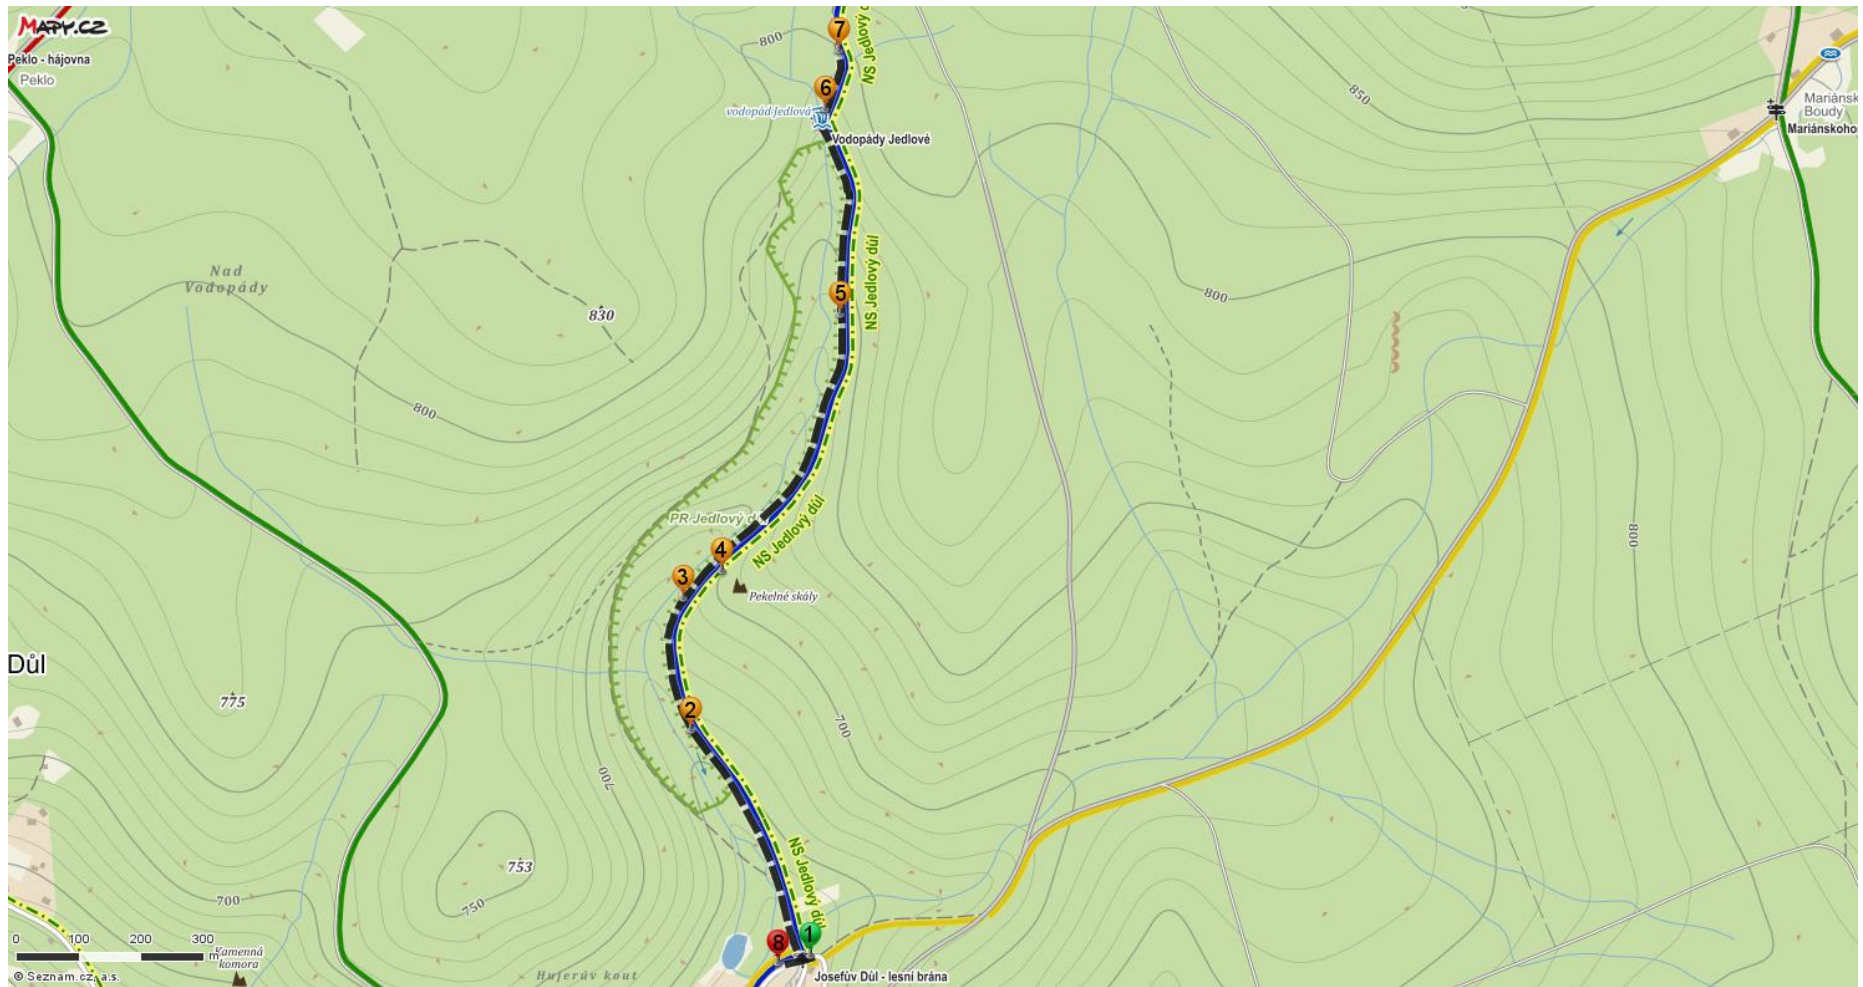 MAPY.CZ
7
NS Jedlový d
800
Peklo - hájovna
Peklo
6
vodopád Jedlová
Vodopády Jedlové
850
Mariánsk
Boudy
Mariánskoho
Nad
Vodopády
830
5
NS Jedlový důl
800
800
PR Jedlový d
NS Jedlový důl
4
3
Pekelné skály
800
Důl
775
2
700
700
753
NS Jedlový důl
750
700
0 100 200 300
m
Kamenná
komora
© Seznam.cz, a.s.
8
1
Hujerův kout
Josefův Důl - lesní brána